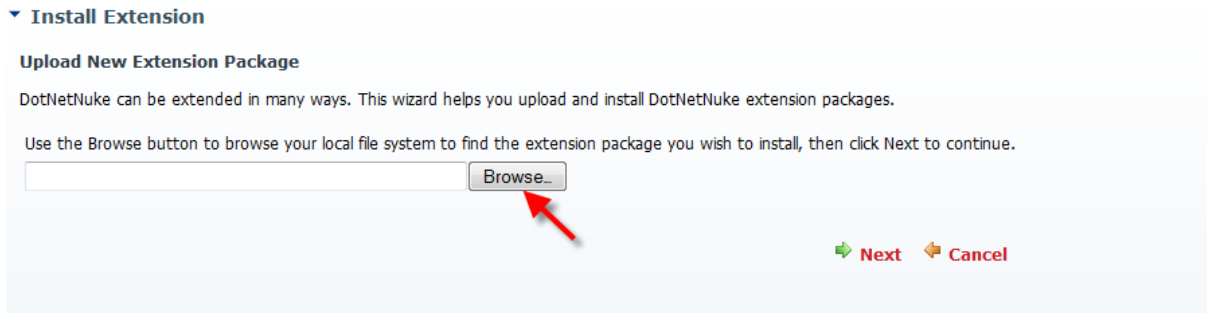 Install Extension
Upload New Extension Package
DotNetNuke can be extended in many ways. This wizard helps you upload and install DotNetNuke extension packages.
Use the Browse button to browse your local file system to find the extension package you wish to install, then click Next to continue.
Browse...
Next Cancel